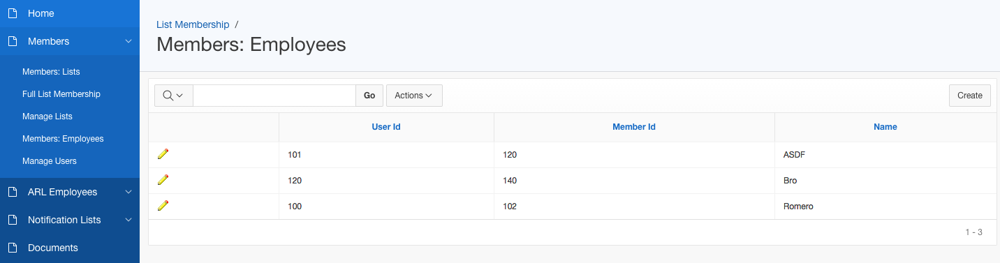 Home
Members
Members: Lists
Full List Membership
Manage Lists
Members: Employees
Manage Users
ARL Employees
Notification Lists
Documents
List Membership /
Members: Employees
Go Actions Create
User Id Member Id Name
101 120 ASDF
120 140 Bro
100 102 Romero
1 - 3